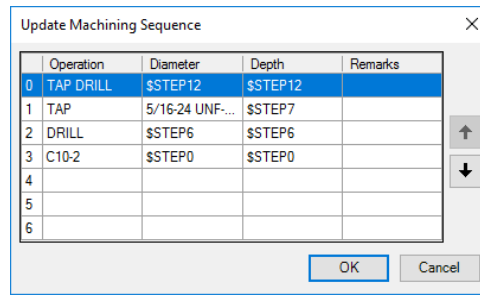 Update Machining Sequence
Operation Diameter Depth Remarks
0 TAP DRILL $STEP12 $STEP12
1 TAP 5/16-24 UNF-... $STEP7
2 DRILL $STEP6 $STEP6
3 C10-2 $STEP0 $STEP0
4
5
6
OK Cancel